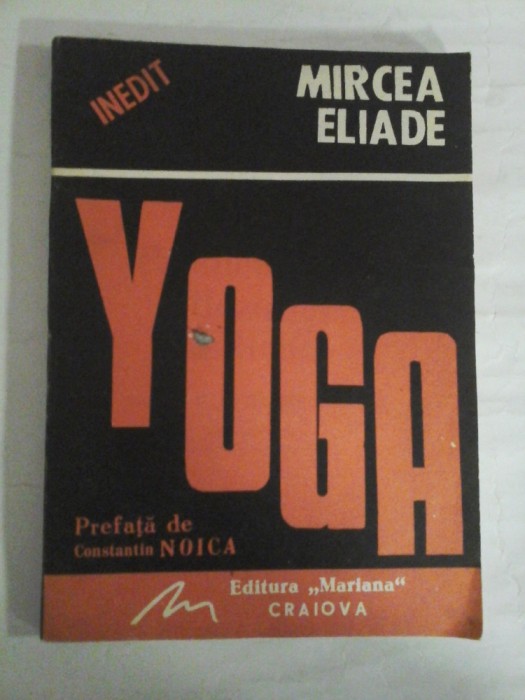 INEDIT
MIRCEA
ELIADE
YOGA
Prefață de
Constantin NOICA
Editura „Mariana“
CRAIOVA